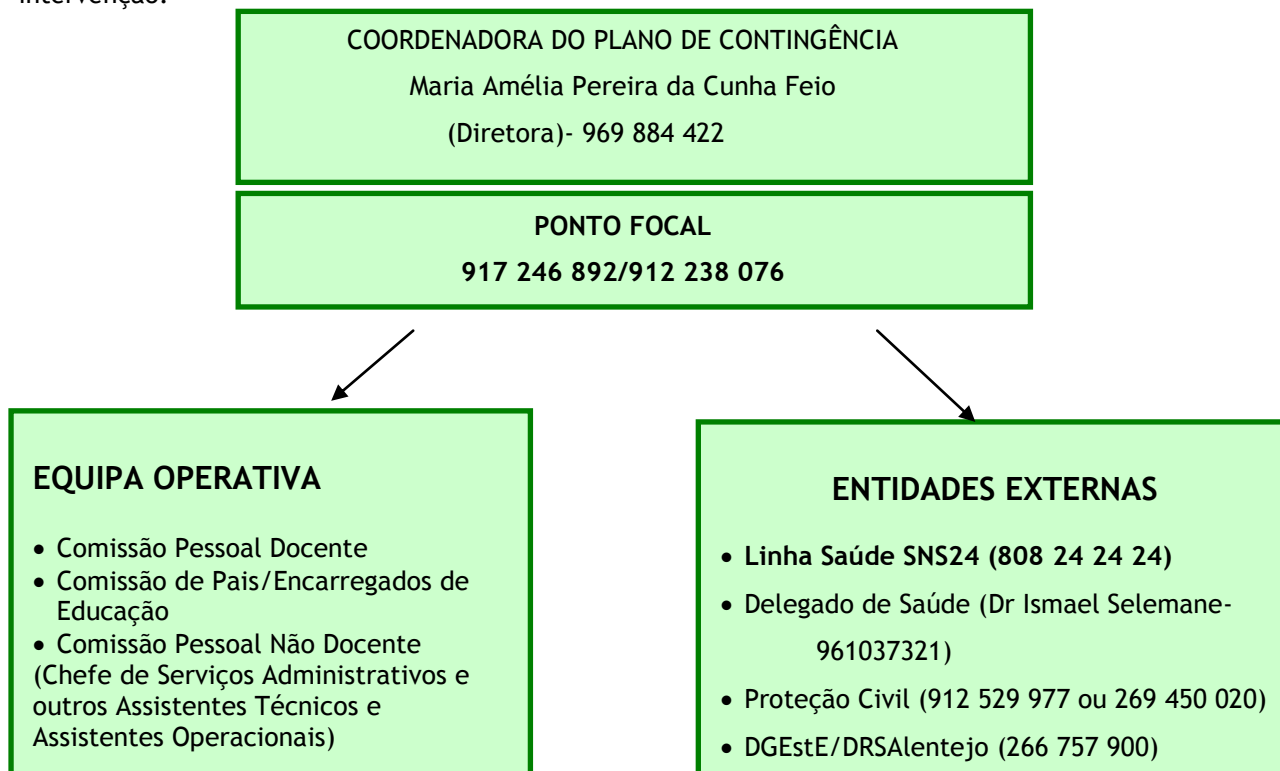 intervenção.
COORDENADORA DO PLANO DE CONTINGÊNCIA
Maria Amélia Pereira da Cunha Feio
(Diretora)- 969 884 422
PONTO FOCAL
917 246 892/912 238 076
EQUIPA OPERATIVA
• Comissão Pessoal Docente
• Comissão de Pais/Encarregados de
Educação
• Comissão Pessoal Não Docente
(Chefe de Serviços Administrativos e
outros Assistentes Técnicos e
Assistentes Operacionais)
ENTIDADES EXTERNAS
• Linha Saúde SNS24 (808 24 24 24)
• Delegado de Saúde (Dr Ismael Selemane-
961037321)
• Proteção Civil (912 529 977 ou 269 450 020)
• DGEstE/DRSAlentejo (266 757 900)